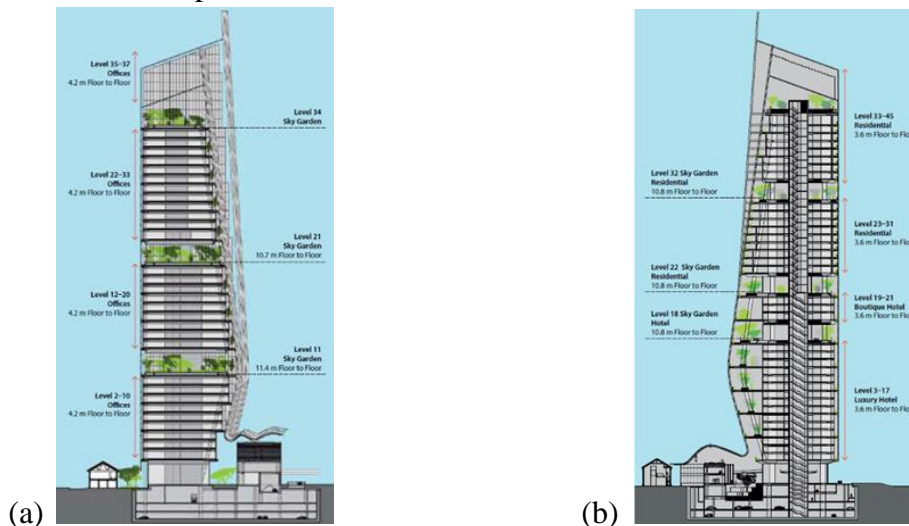 Level 35–37
Offices
4.2 m Floor to Floor
Level 34
Sky Garden
Level 22–33
Offices
4.2 m Floor to Floor
Level 21
Sky Garden
10.7 m Floor to Floor
Level 12–20
Offices
4.2 m Floor to Floor
Level 11
Sky Garden
11.4 m Floor to Floor
Level 2–10
Offices
4.2 m Floor to Floor
(a)
Level 33–45
Residential
3.6 m Floor to Flo
Level 32 Sky Garden
Residential
10.8 m Floor to Floor
Level 23–31
Residential
3.6 m Floor to Flo
Level 22 Sky Garden
Residential
10.8 m Floor to Floor
Level 19–21
Boutique Hotel
3.6 m Floor to Flo
Level 18 Sky Garden
Hotel
10.8 m Floor to Floor
Level 3–17
Luxury Hotel
3.6 m Floor to Flo
(b)